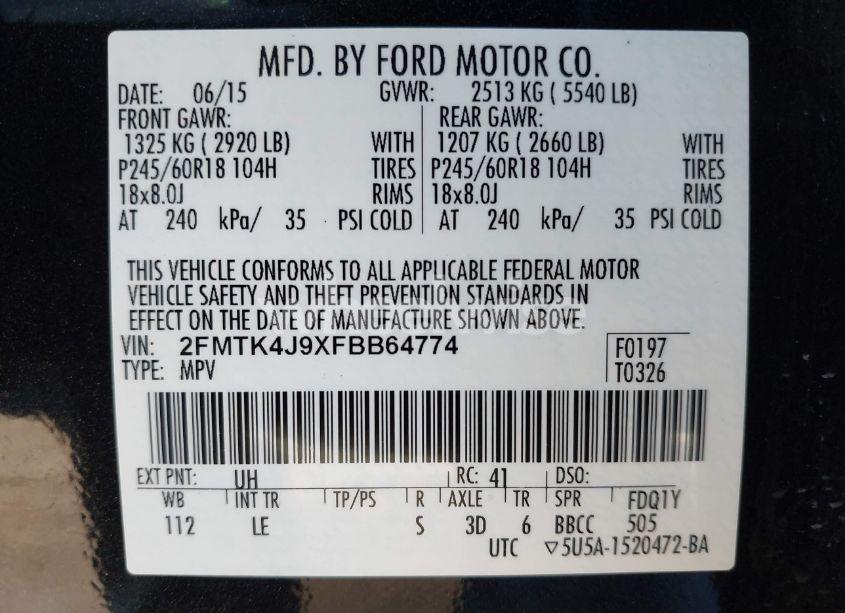 MFD. BY FORD MOTOR CO.
DATE: 06/15 GVWR: 2513 KG ( 5540 LB)
FRONT GAWR: REAR GAWR:
1325 KG ( 2920 LB) WITH 1207 KG ( 2660 LB) WITH
P245/60R18 104H TIRES P245/60R18 104H TIRES
18x8.0J RIMS 18x8.0J RIMS
AT 240 kPa/ 35 PSI COLD AT 240 kPa/ 35 PSI COLD
THIS VEHICLE CONFORMS TO ALL APPLICABLE FEDERAL MOTOR
VEHICLE SAFETY AND THEFT PREVENTION STANDARDS IN
EFFECT ON THE DATE OF MANUFACTURE SHOWN ABOVE.
VIN: 2FMTK4J9XFBB64774 F0197
TYPE: MPV T0326
EXT PNT: UH RC: 41 DSO:
WB INT TR TP/PS R AXLE TR SPR FDQ1Y
112 LE S 3D 6 BBCC 505
UTC ▽5U5A-1520472-BA